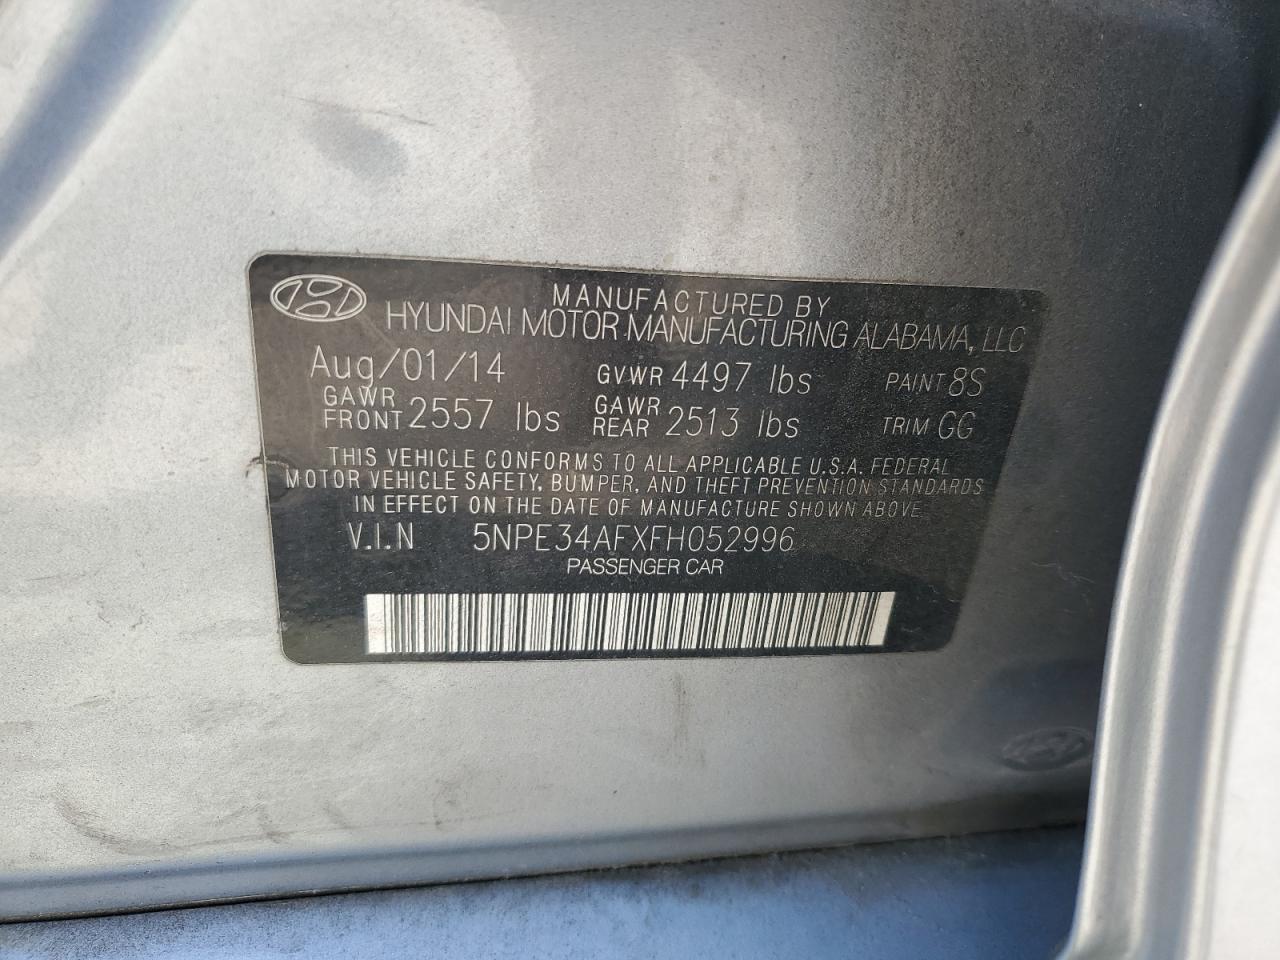 MANUFACTURED BY
HYUNDAI MOTOR MANUFACTURING ALABAMA, LLC
Aug/01/14 GVWR 4497 lbs PAINT 8S
GAWR FRONT 2557 lbs GAWR REAR 2513 lbs TRIM GG
THIS VEHICLE CONFORMS TO ALL APPLICABLE U.S.A. FEDERAL
MOTOR VEHICLE SAFETY, BUMPER, AND THEFT PREVENTION STANDARDS
IN EFFECT ON THE DATE OF MANUFACTURE SHOWN ABOVE.
V.I.N 5NPE34AFXFH052996
PASSENGER CAR